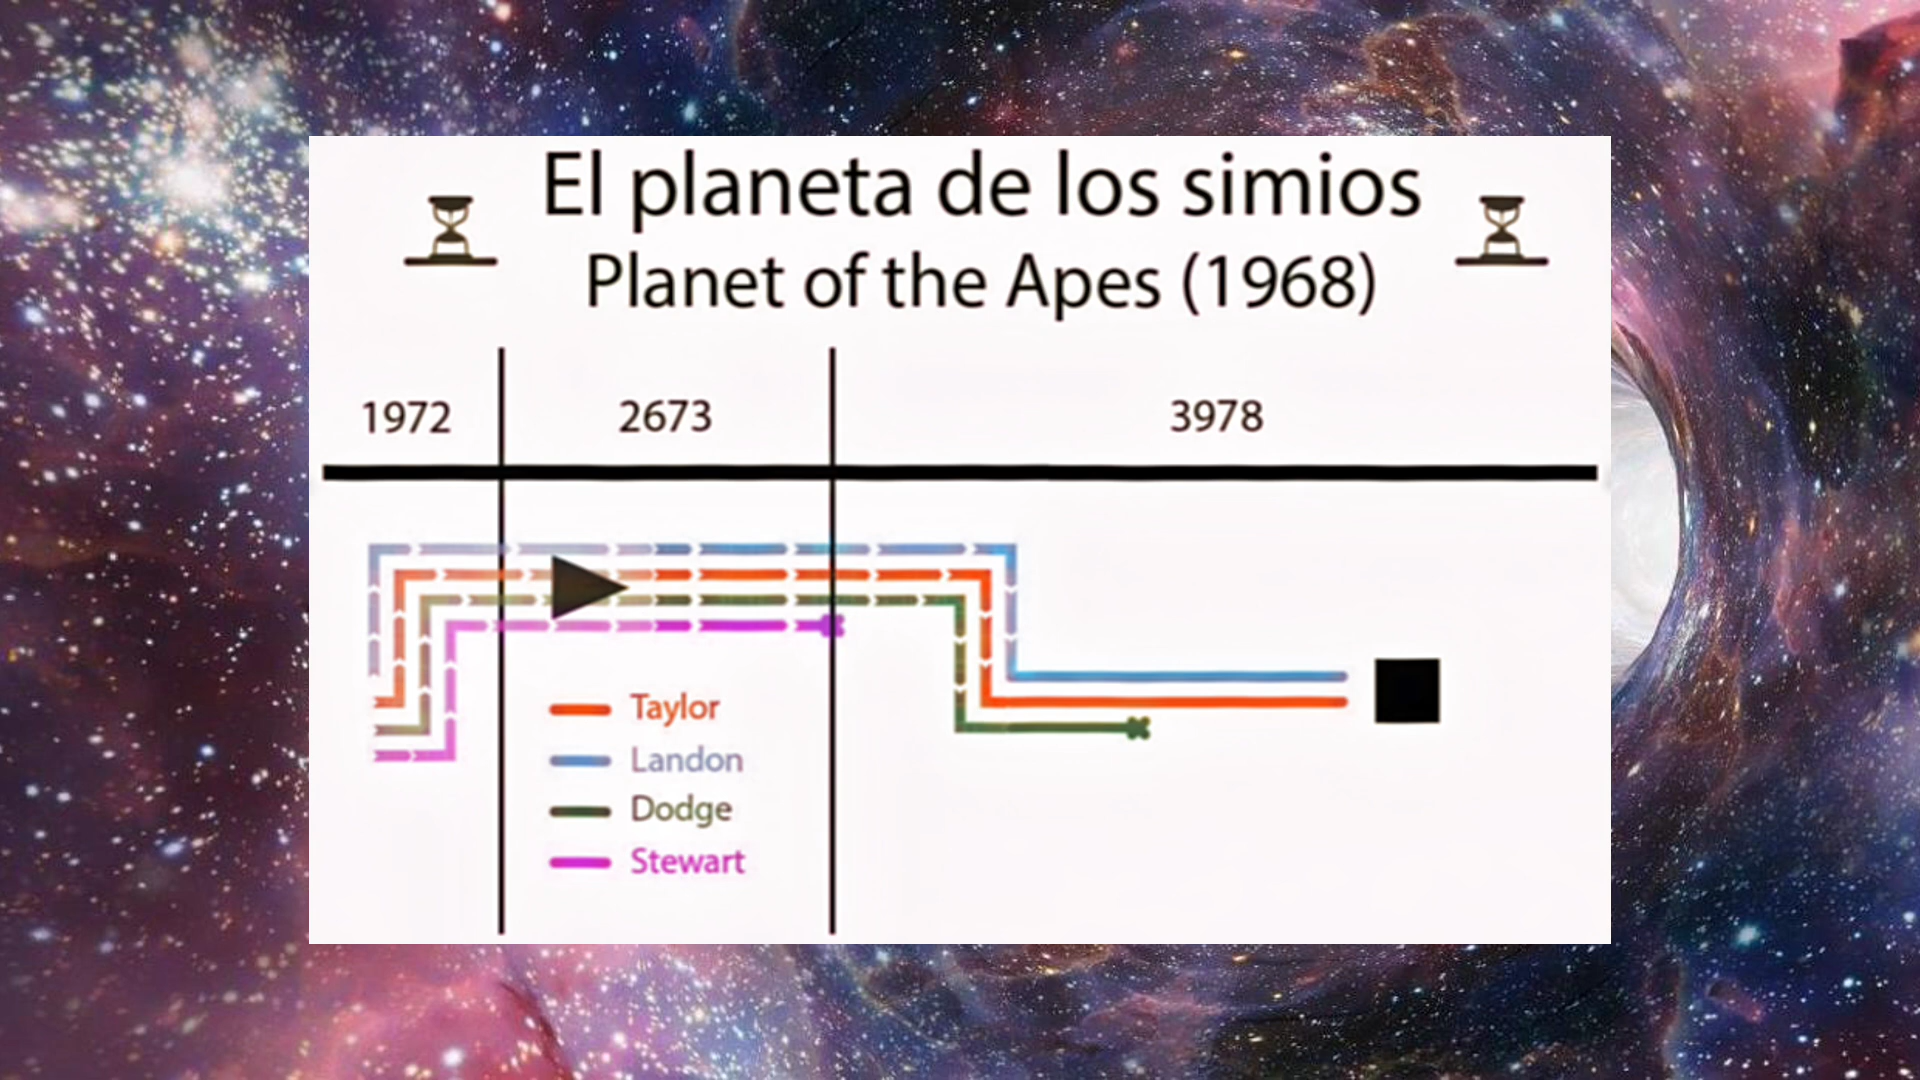 El planeta de los simios
Planet of the Apes (1968)
1972 2673 3978
Taylor
Landon
Dodge
Stewart